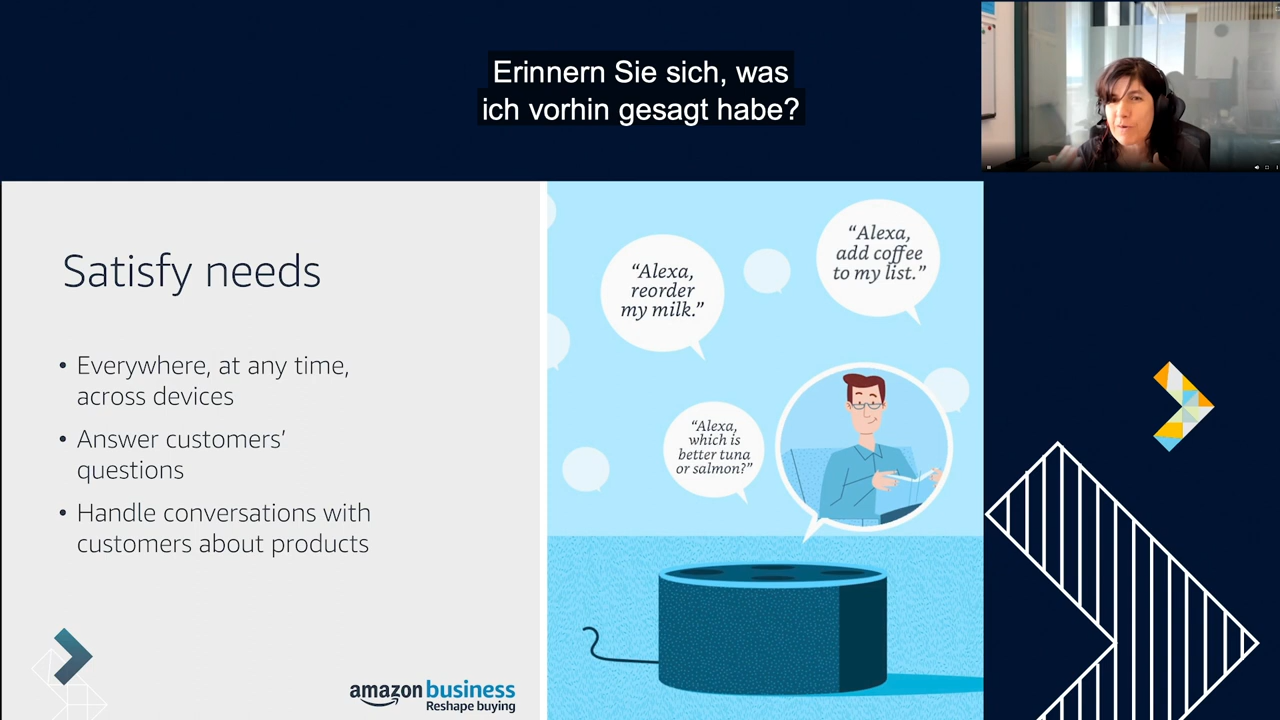 Erinnern Sie sich, was
ich vorhin gesagt habe?
Satisfy needs
• Everywhere, at any time,
across devices
• Answer customers’
questions
• Handle conversations with
customers about products
“Alexa,
reorder
my milk.”
“Alexa,
add coffee
to my list.”
“Alexa,
which is
better tuna
or salmon?”
amazon business
Reshape buying